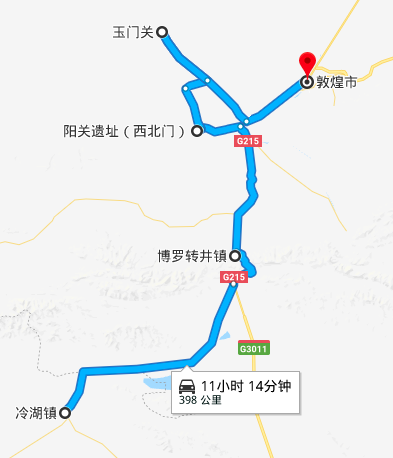 玉门关
敦煌市
阳关遗址（西北门）
G215
博罗转井镇
G215
G3011
11小时 14分钟
398 公里
冷湖镇